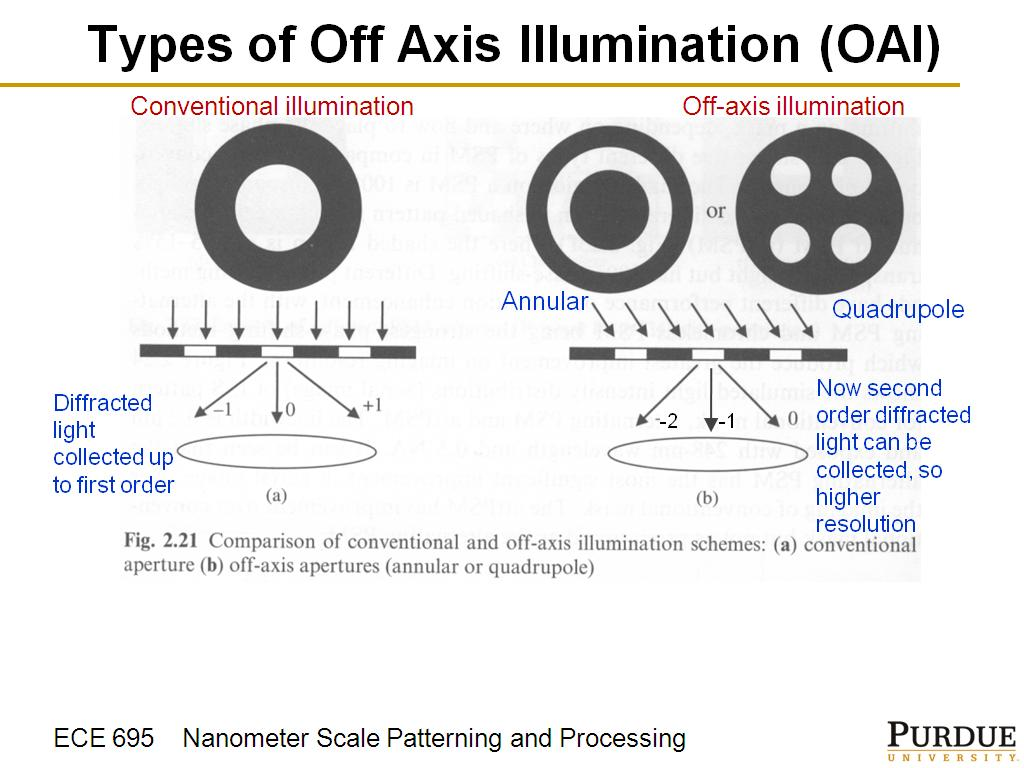 Types of Off Axis Illumination (OAI)
Conventional illumination
Off-axis illumination
or
Annular
Quadrupole
Diffracted
light
collected up
to first order
-1
0
+1
(a)
-2
-1
0
(b)
Now second
order diffracted
light can be
collected, so
higher
resolution
Fig. 2.21 Comparison of conventional and off-axis illumination schemes: (a) conventional
aperture (b) off-axis apertures (annular or quadrupole)
ECE 695 Nanometer Scale Patterning and Processing
PURDUE
UNIVERSITY